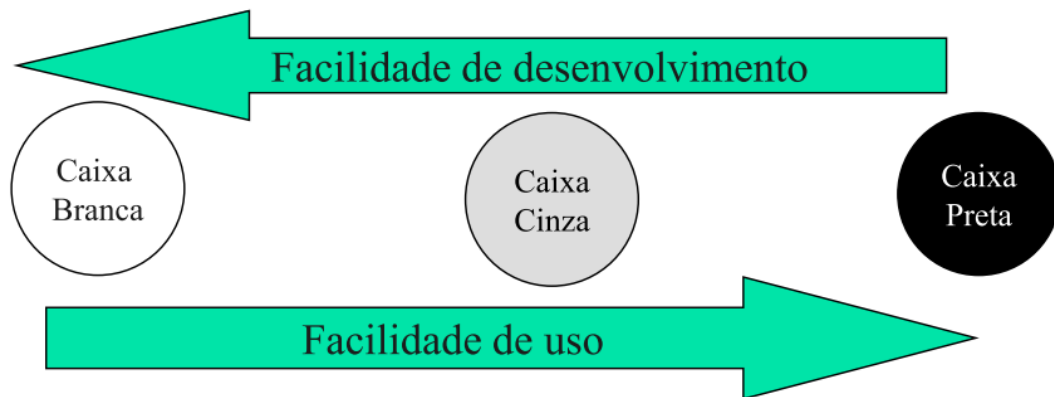 Facilidade de desenvolvimento
Caixa
Branca
Caixa
Cinza
Caixa
Preta
Facilidade de uso